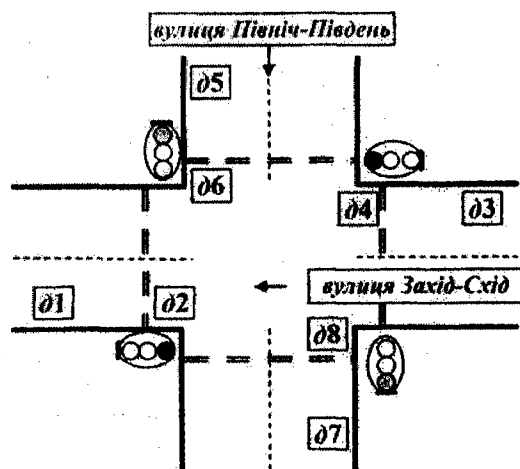 вулиця Північ-Південь
д5
д6
д4
д3
д1
д2
вулиця Захід-Схід
д8
д7